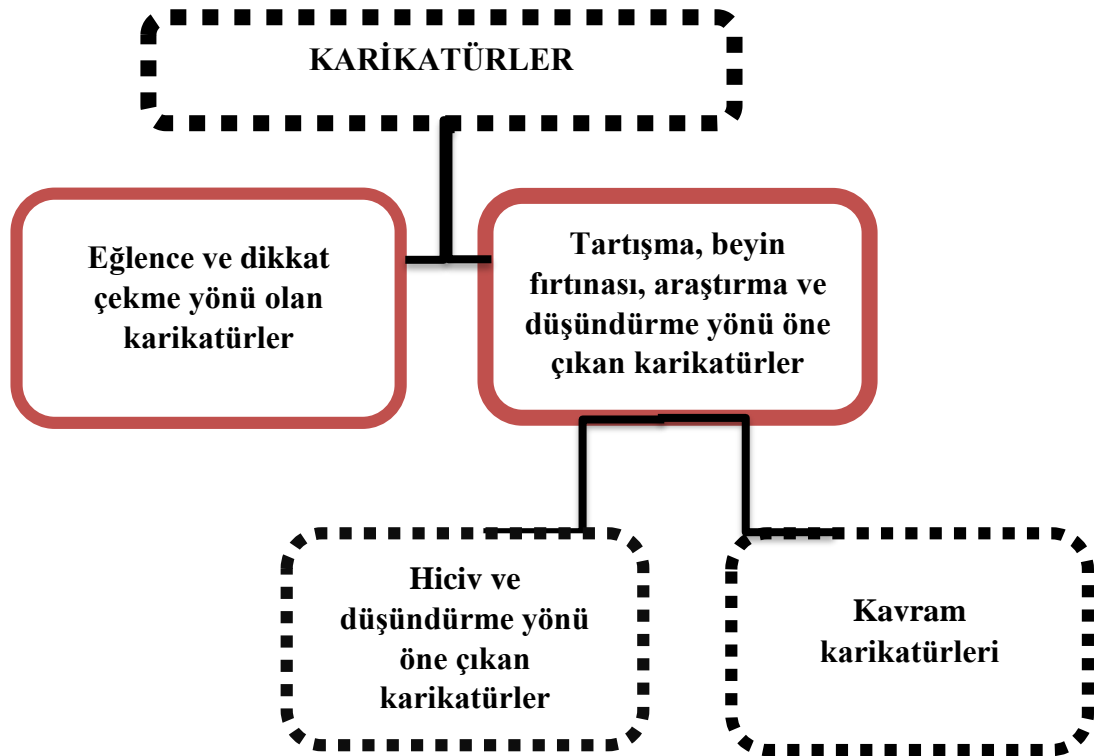 KARİKATÜRLER
Eğlence ve dikkat
çekme yönü olan
karikatürler
Tartışma, beyin
fırtınası, araştırma ve
düşündürme yönü öne
çıkan karikatürler
Hiciv ve
düşündürme yönü
öne çıkan
karikatürler
Kavram
karikatürleri